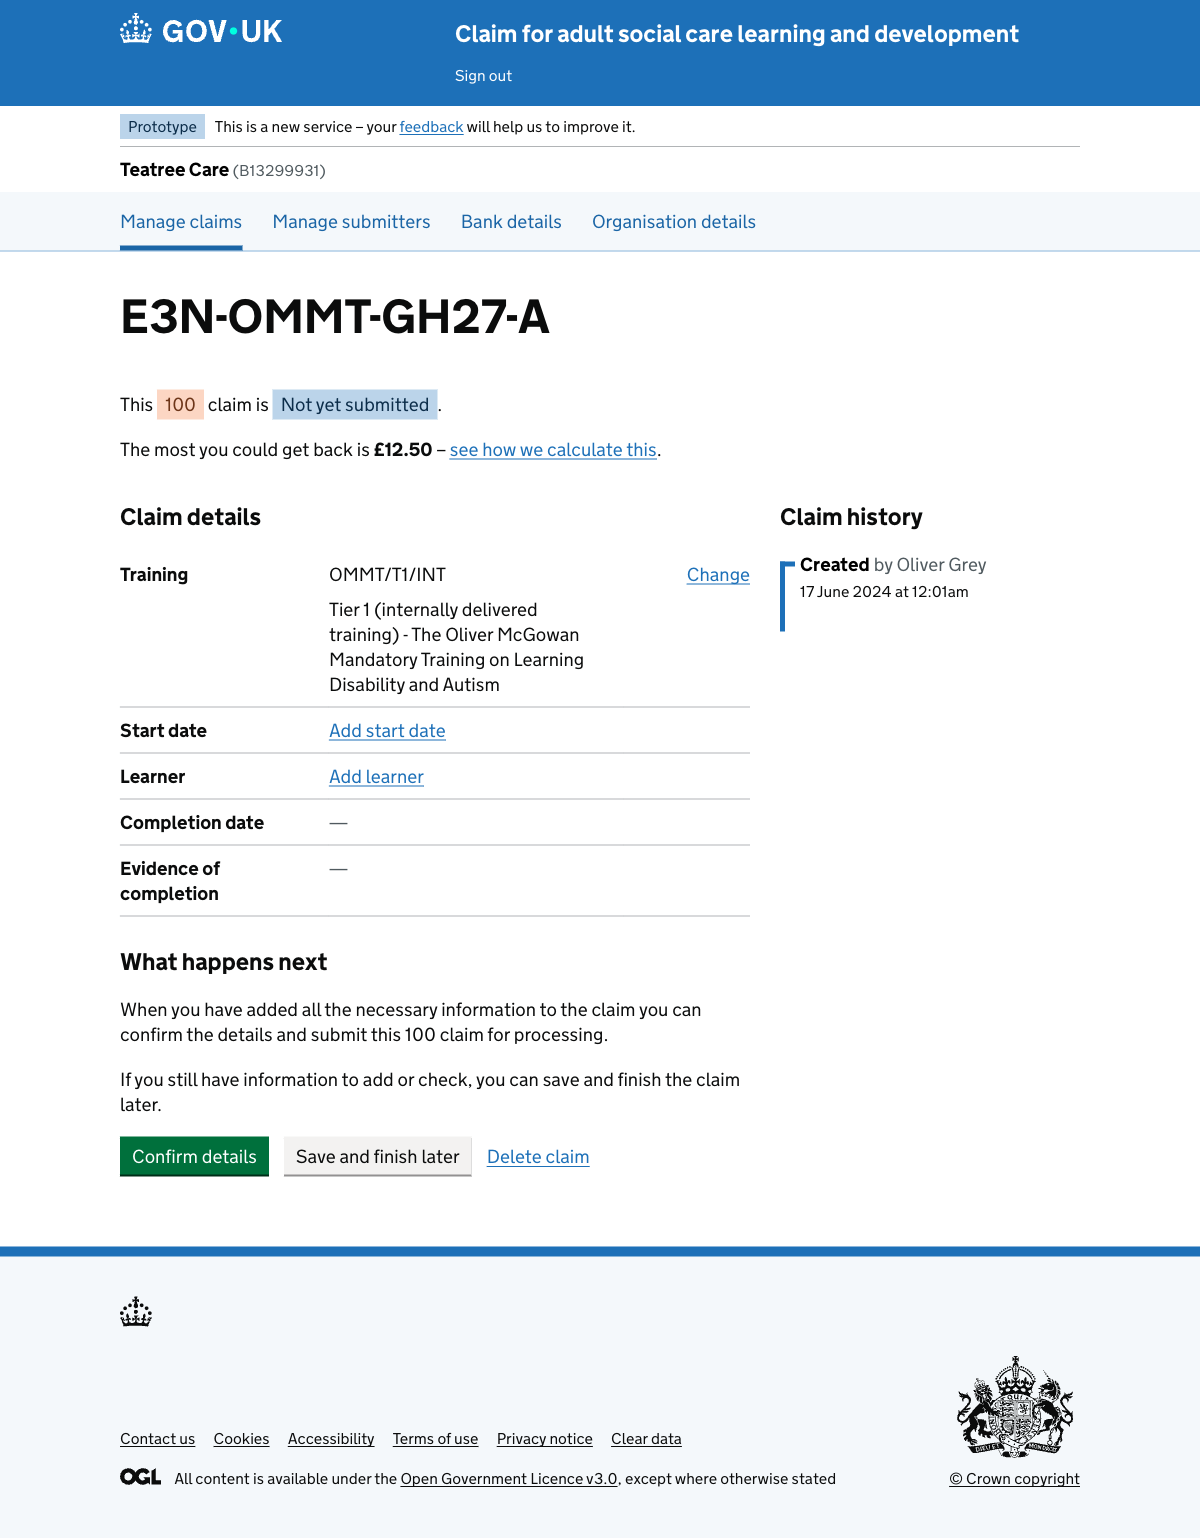 GOV·UK
Claim for adult social care learning and development
Sign out
Prototype This is a new service – your feedback will help us to improve it.
Teatree Care (B13299931)
Manage claims Manage submitters Bank details Organisation details
E3N-OMMT-GH27-A
This 100 claim is Not yet submitted .
The most you could get back is £12.50 – see how we calculate this.
Claim details
Training OMMT/T1/INT Change
Tier 1 (internally delivered
training) - The Oliver McGowan
Mandatory Training on Learning
Disability and Autism
Start date Add start date
Learner Add learner
Completion date —
Evidence of —
completion
Claim history
Created by Oliver Grey
17 June 2024 at 12:01am
What happens next
When you have added all the necessary information to the claim you can
confirm the details and submit this 100 claim for processing.
If you still have information to add or check, you can save and finish the claim
later.
Confirm details Save and finish later Delete claim
Contact us Cookies Accessibility Terms of use Privacy notice Clear data
OGL All content is available under the Open Government Licence v3.0, except where otherwise stated
© Crown copyright